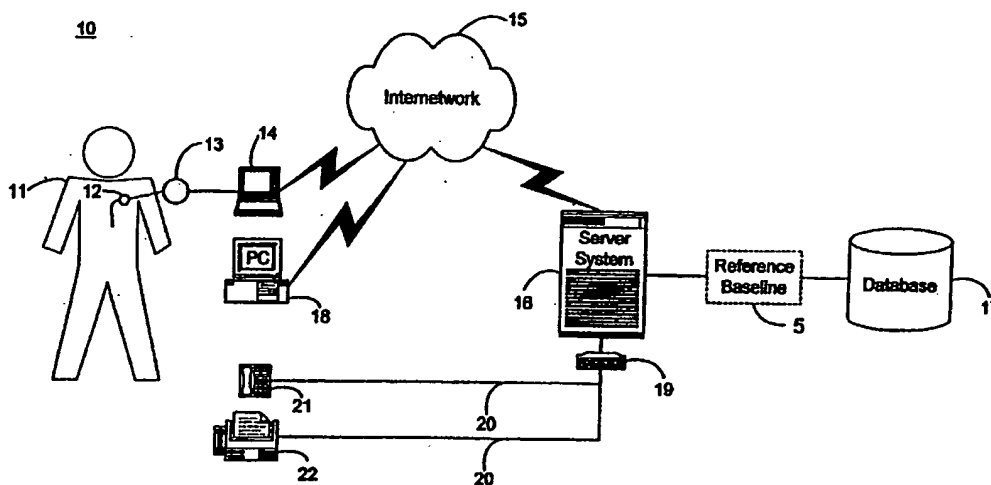 10
15
Internetwork
14
13
12
11
PC
18
Server
System
16
Reference
Baseline
5
Database
1
19
21
20
22
20